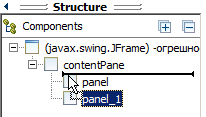 Structure
Components
(javax.swing.JFrame) -огрешно
contentPane
panel
panel_1